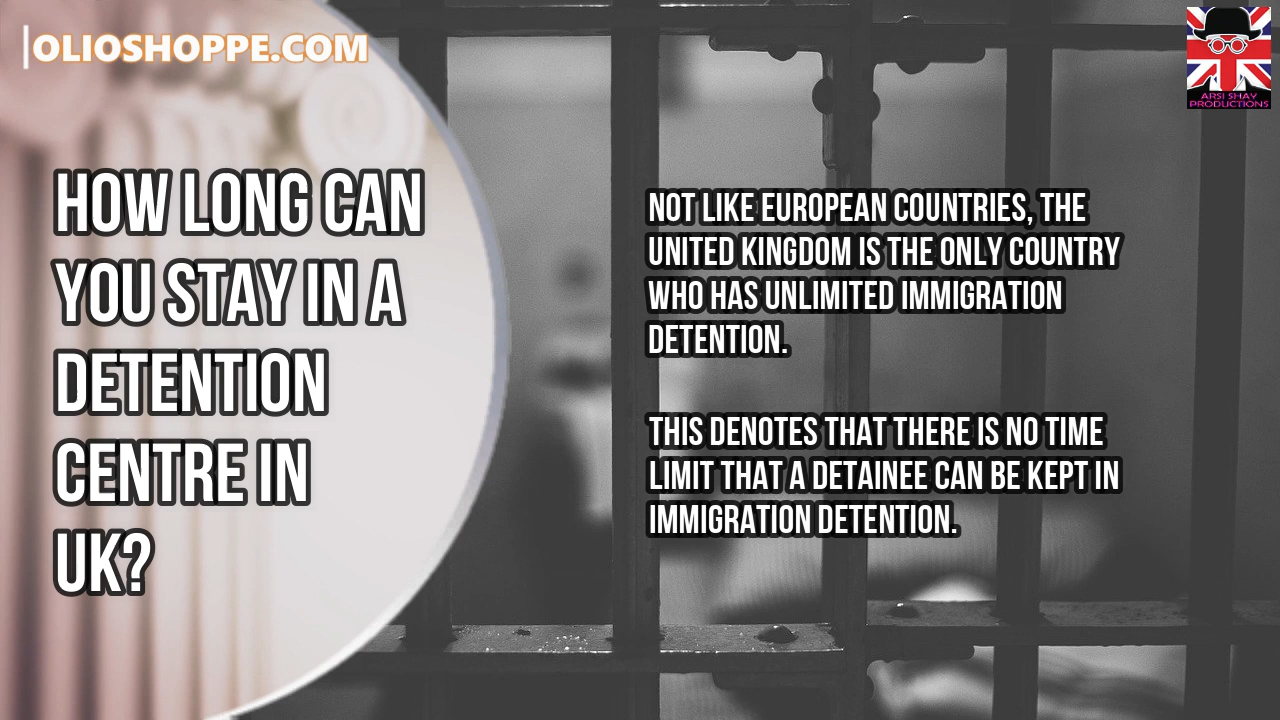 |OLIOSHOPPE.COM
ARSI SHAY
PRODUCTIONS
HOW LONG CAN
YOU STAY IN A
DETENTION
CENTRE IN
UK?
NOT LIKE EUROPEAN COUNTRIES, THE
UNITED KINGDOM IS THE ONLY COUNTRY
WHO HAS UNLIMITED IMMIGRATION
DETENTION.
THIS DENOTES THAT THERE IS NO TIME
LIMIT THAT A DETAINEE CAN BE KEPT IN
IMMIGRATION DETENTION.